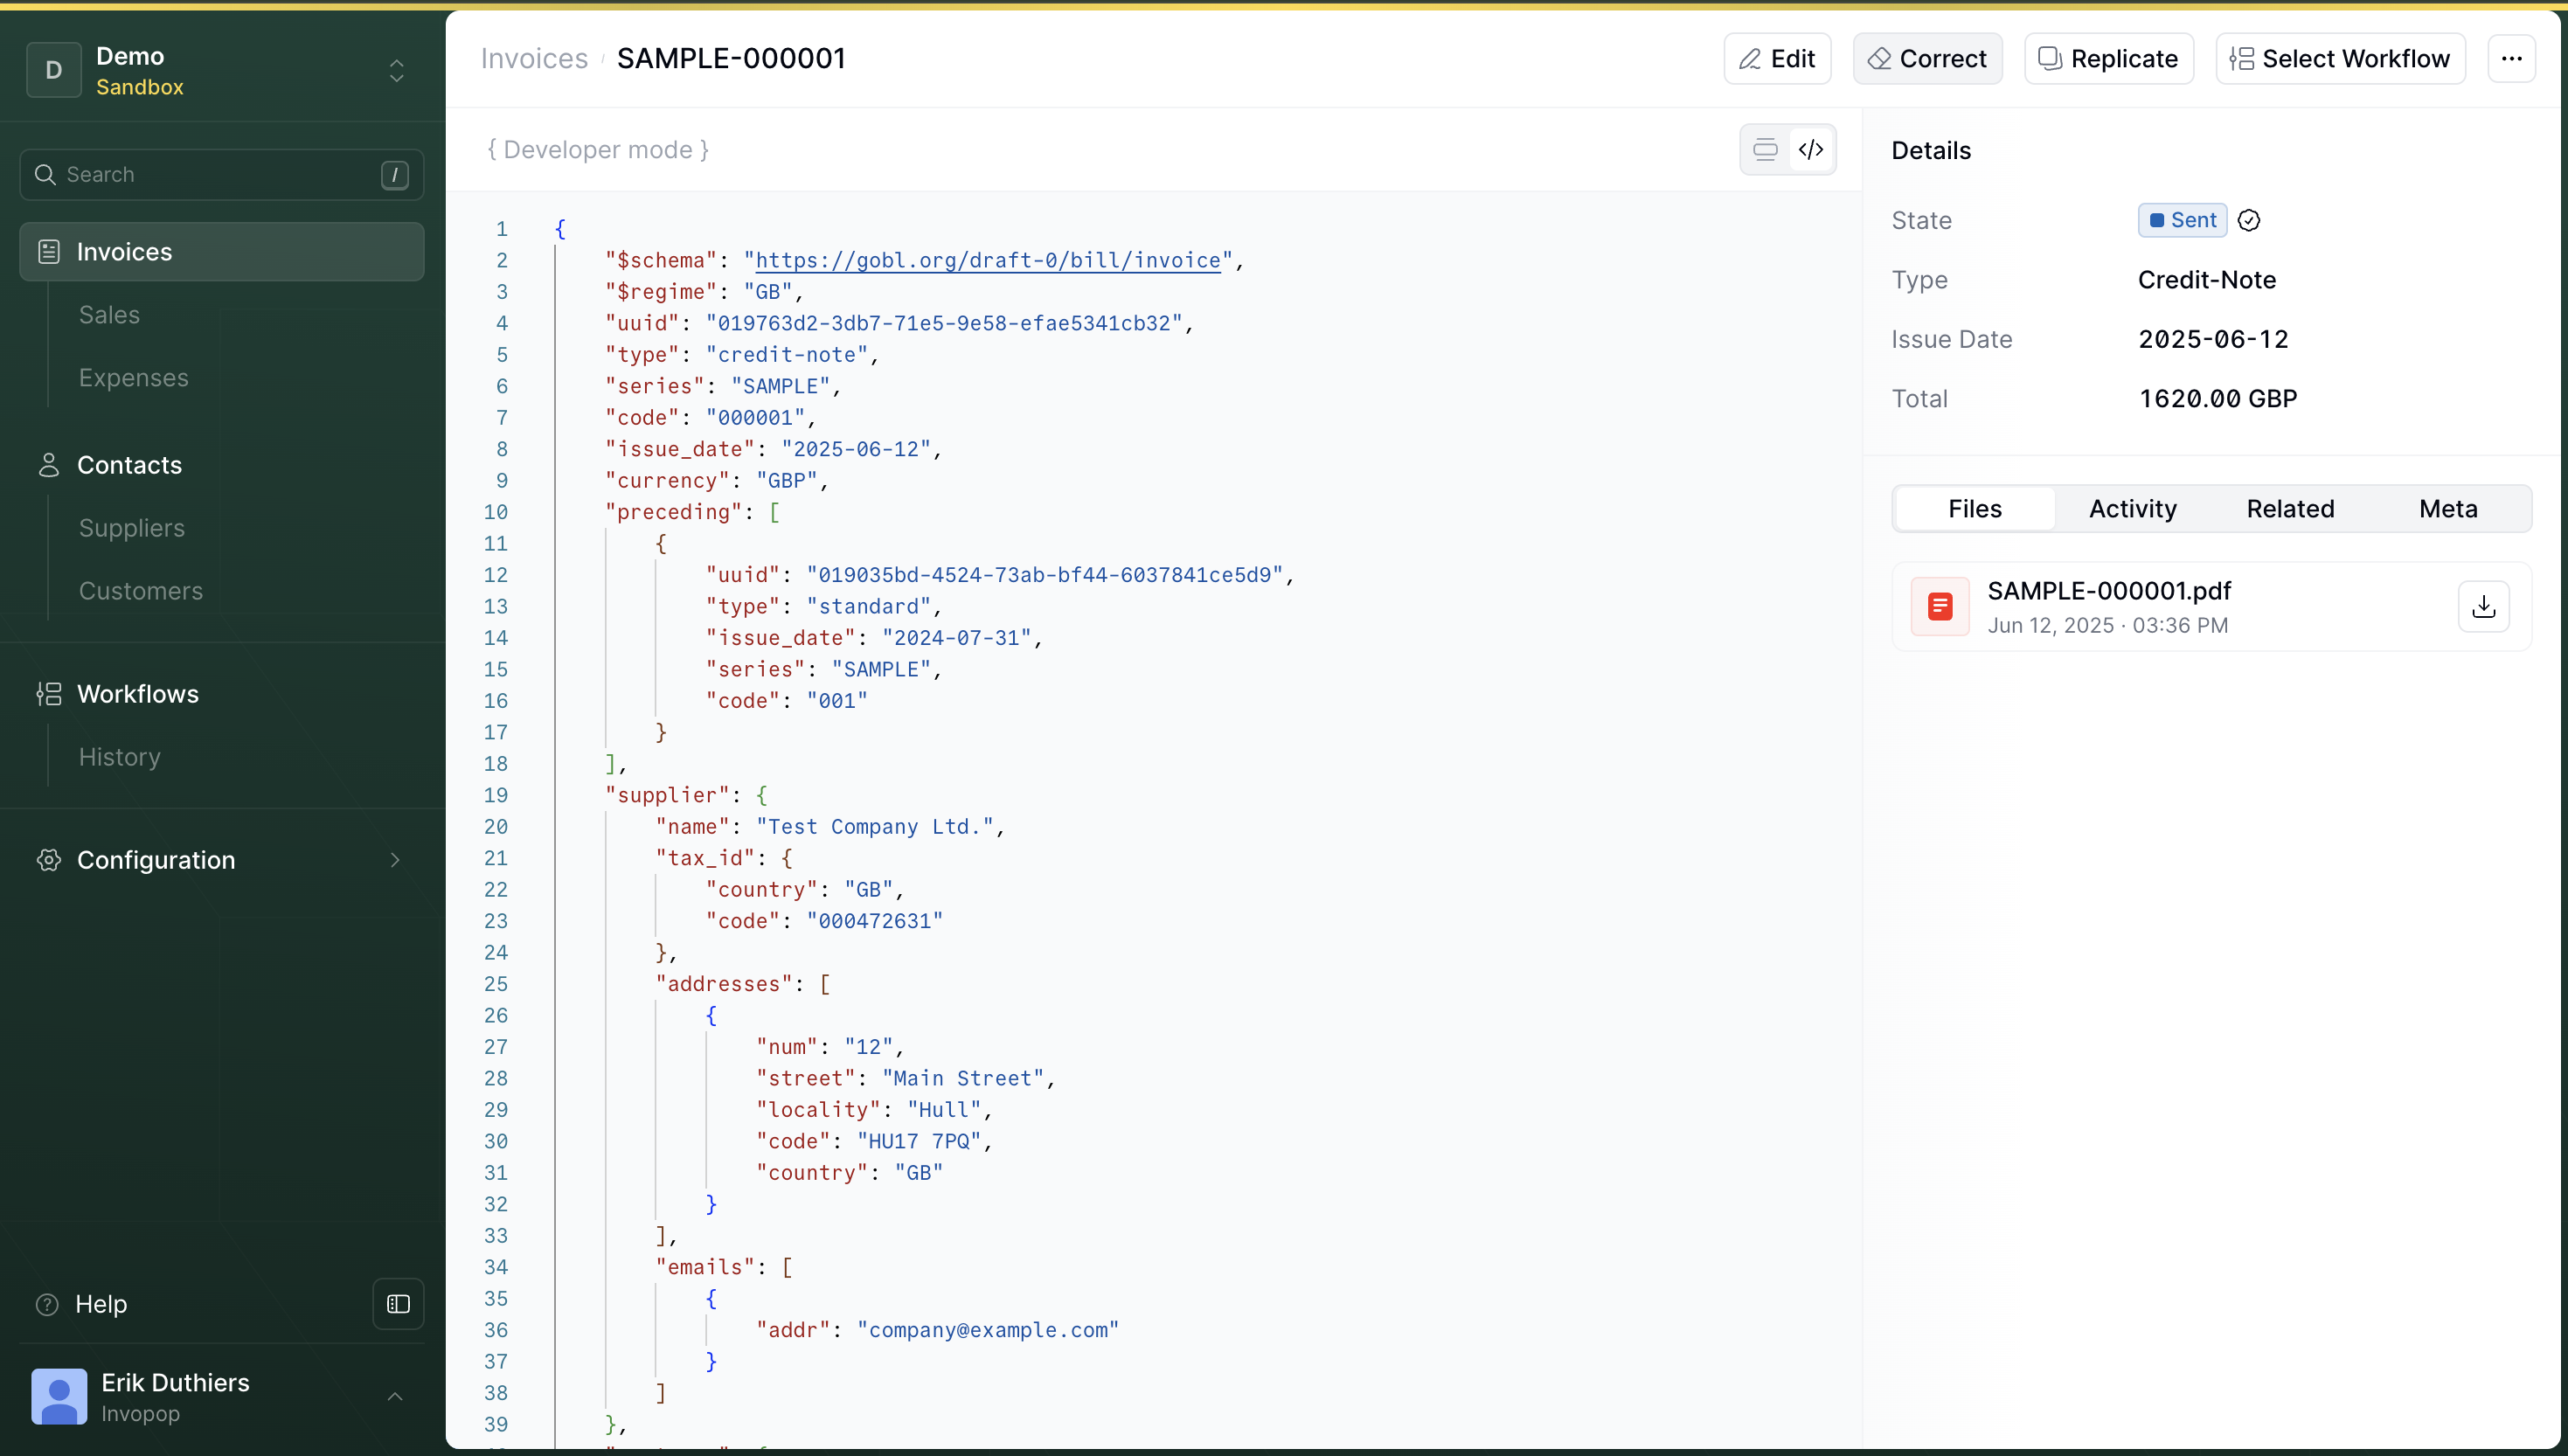 D
Demo
Sandbox
Search
/
Invoices
Sales
Expenses
Contacts
Suppliers
Customers
Workflows
History
Configuration
Help
Erik Duthiers
Invopop
Invoices / SAMPLE-000001
Edit
Correct
Replicate
Select Workflow
{ Developer mode }
1 {
2 "$schema": "https://gobl.org/draft-0/bill/invoice",
3 "$regime": "GB",
4 "uuid": "019763d2-3db7-71e5-9e58-efae5341cb32",
5 "type": "credit-note",
6 "series": "SAMPLE",
7 "code": "000001",
8 "issue_date": "2025-06-12",
9 "currency": "GBP",
10 "preceding": [
11 {
12 "uuid": "019035bd-4524-73ab-bf44-6037841ce5d9",
13 "type": "standard",
14 "issue_date": "2024-07-31",
15 "series": "SAMPLE",
16 "code": "001"
17 }
18 ],
19 "supplier": {
20 "name": "Test Company Ltd.",
21 "tax_id": {
22 "country": "GB",
23 "code": "000472631"
24 },
25 "addresses": [
26 {
27 "num": "12",
28 "street": "Main Street",
29 "locality": "Hull",
30 "code": "HU17 7PQ",
31 "country": "GB"
32 }
33 ],
34 "emails": [
35 {
36 "addr": "company@example.com"
37 }
38 ]
39 },
Details
State Sent
Type Credit-Note
Issue Date 2025-06-12
Total 1620.00 GBP
Files Activity Related Meta
SAMPLE-000001.pdf
Jun 12, 2025 · 03:36 PM